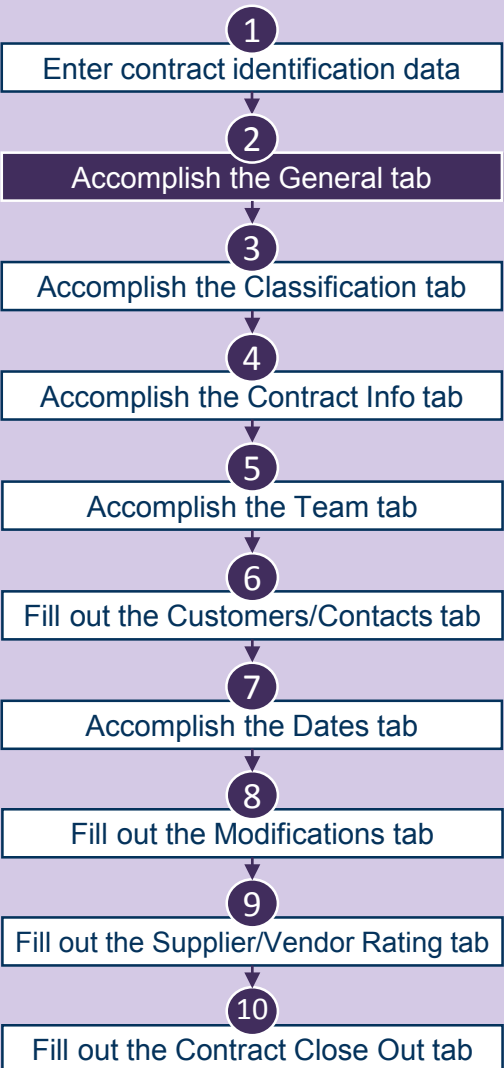 1
Enter contract identification data
2
Accomplish the General tab
3
Accomplish the Classification tab
4
Accomplish the Contract Info tab
5
Accomplish the Team tab
6
Fill out the Customers/Contacts tab
7
Accomplish the Dates tab
8
Fill out the Modifications tab
9
Fill out the Supplier/Vendor Rating tab
10
Fill out the Contract Close Out tab